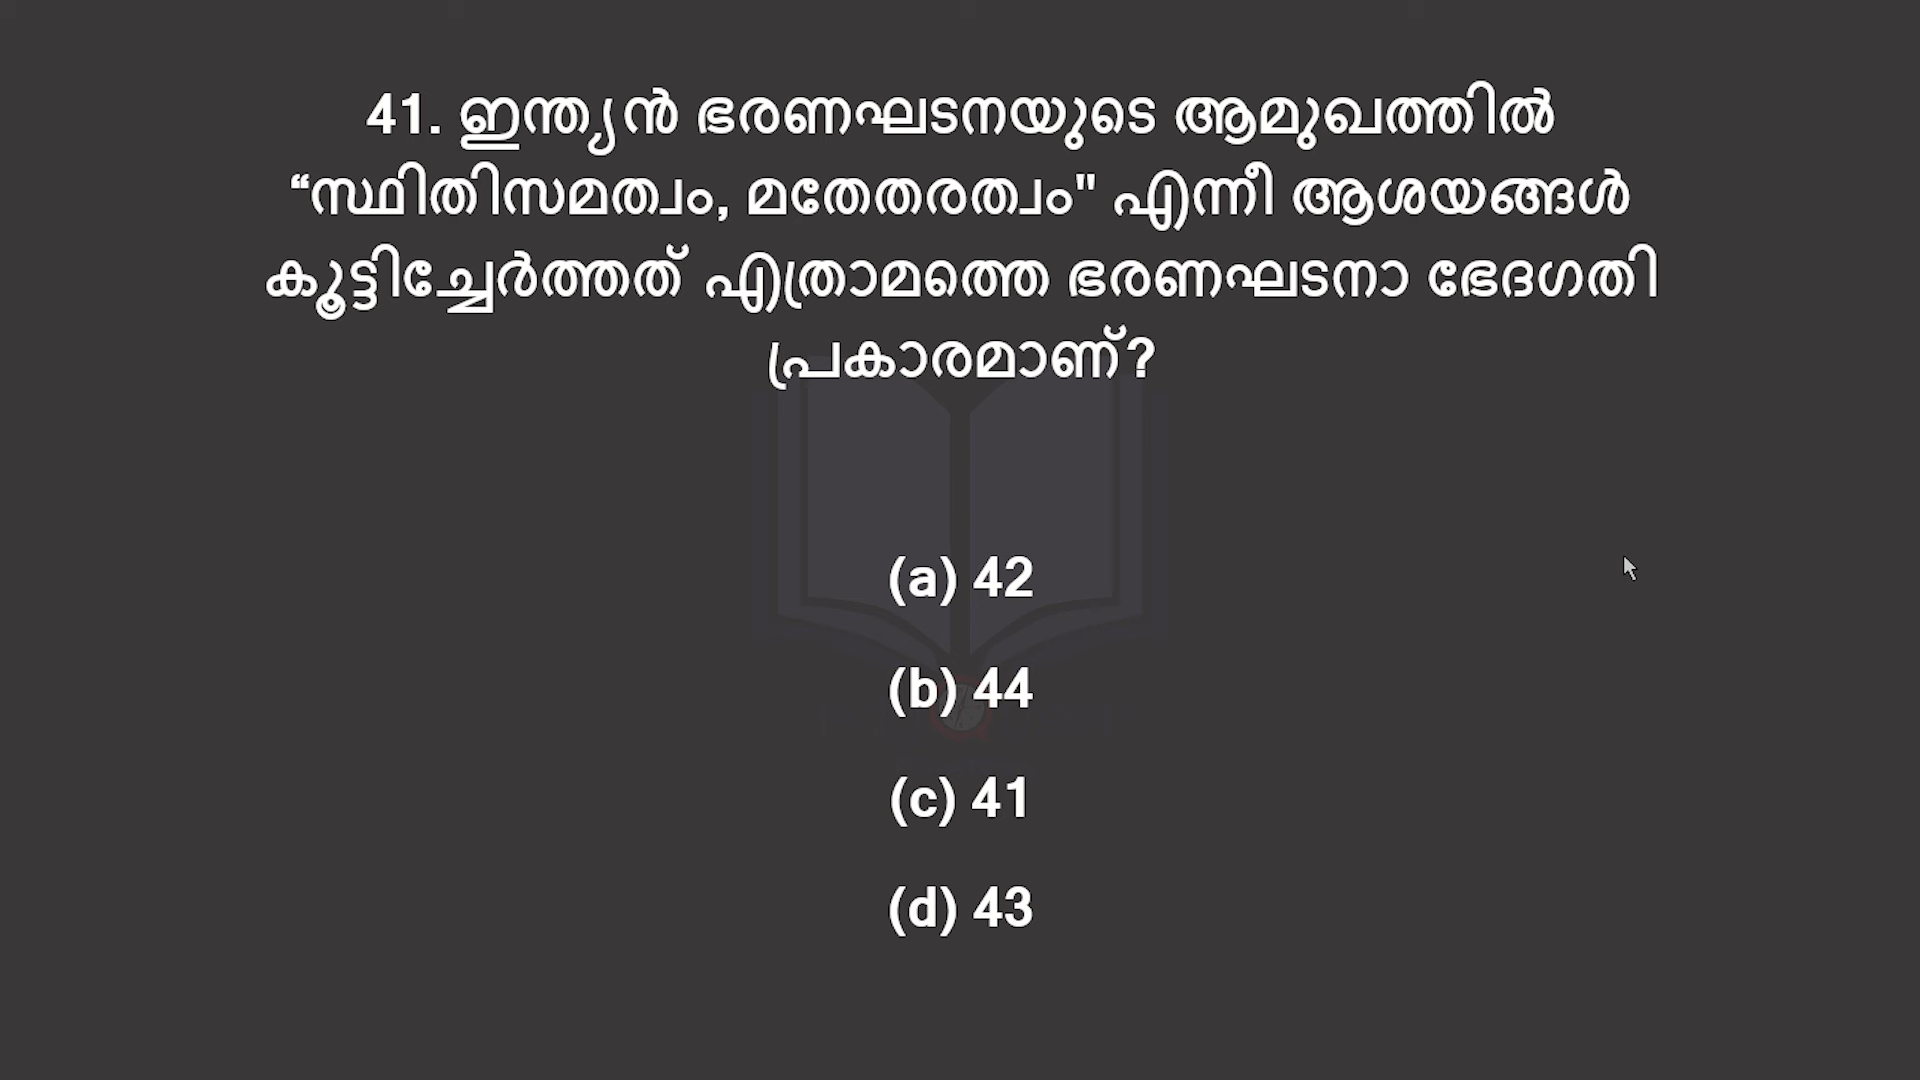 41. ഇന്ത്യൻ ഭരണഘടനയുടെ ആമുഖത്തിൽ
“സ്ഥിതിസമത്വം, മതേതരത്വം" എന്നീ ആശയങ്ങൾ
കൂട്ടിച്ചേർത്തത് എത്രാമത്തെ ഭരണഘടനാ ഭേദഗതി
പ്രകാരമാണ്?
(a) 42
(b) 44
(c) 41
(d) 43